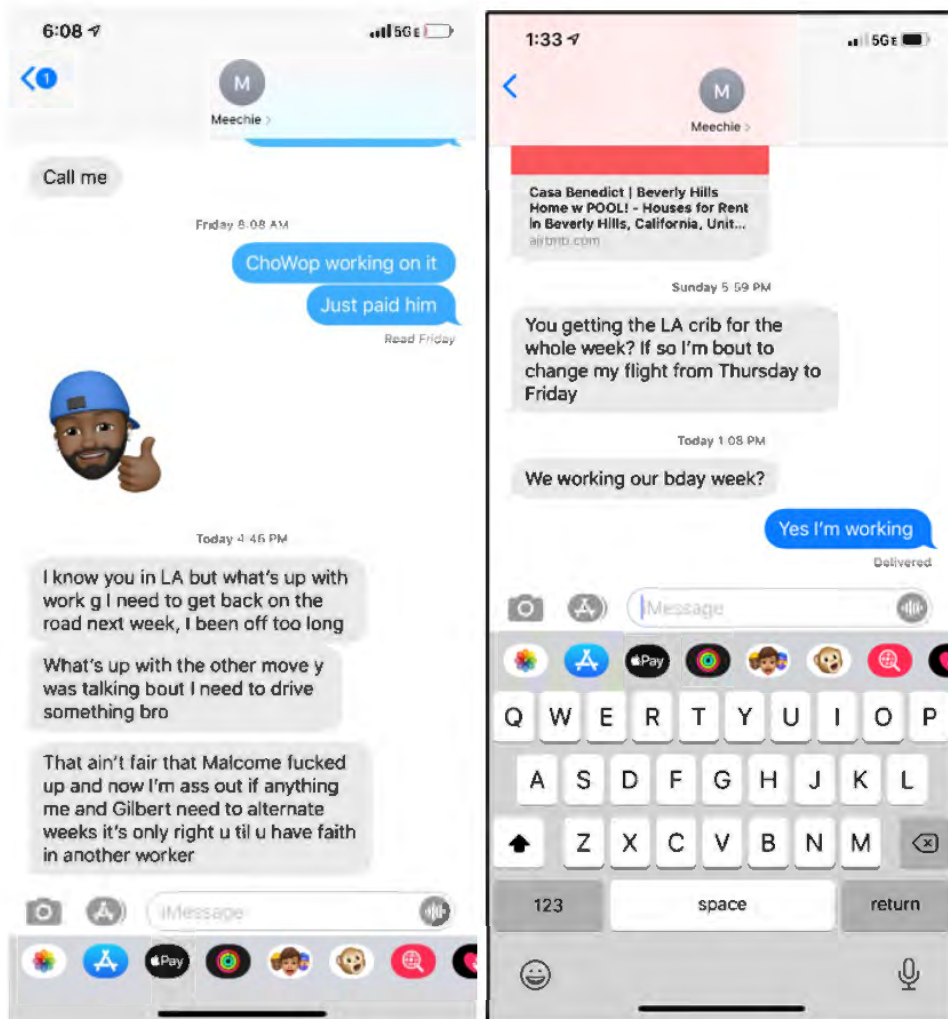 6:08
5G E
1
M
Meechie >
Call me
Friday 8:08 AM
ChoWop working on it
Just paid him
Read Friday
Today 4:46 PM
I know you in LA but what's up with
work g I need to get back on the
road next week, I been off too long
What's up with the other move y
was talking bout I need to drive
something bro
That ain't fair that Malcome fucked
up and now I'm ass out if anything
me and Gilbert need to alternate
weeks it's only right u til u have faith
in another worker
iMessage
Pay
1:33
5G E
M
Meechie >
Casa Benedict | Beverly Hills
Home w POOL! - Houses for Rent
in Beverly Hills, California, Unit...
airbnb.com
Sunday 5:59 PM
You getting the LA crib for the
whole week? If so I'm bout to
change my flight from Thursday to
Friday
Today 1:08 PM
We working our bday week?
Yes I'm working
Delivered
iMessage
Pay
Q W E R T Y U I O P
A S D F G H J K L
Z X C V B N M
123 space return